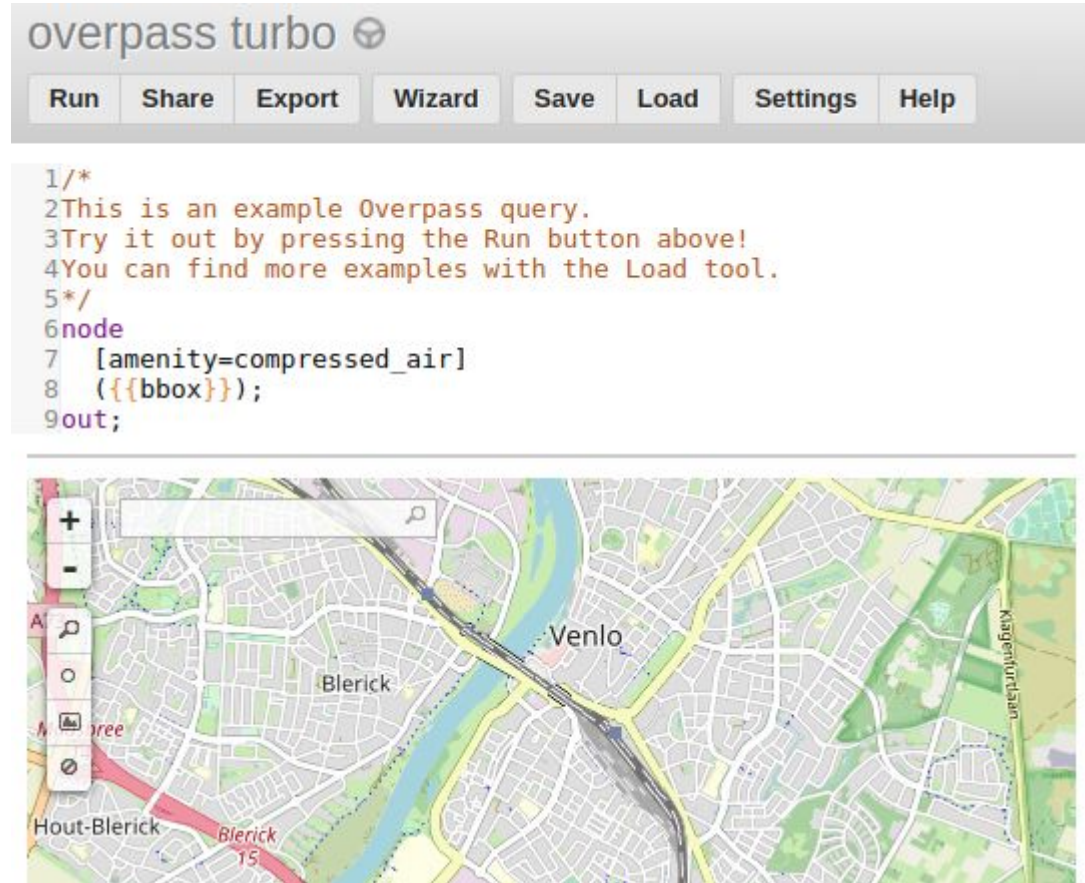 overpass turbo
Run Share Export Wizard Save Load Settings Help
1/*
2This is an example Overpass query.
3Try it out by pressing the Run button above!
4You can find more examples with the Load tool.
5*/
6node
7  [amenity=compressed_air]
8  ({{bbox}});
9out;
+
-
Venlo
Klagenfurtlaan
Blerick
Hout-Blerick
Blerick
15